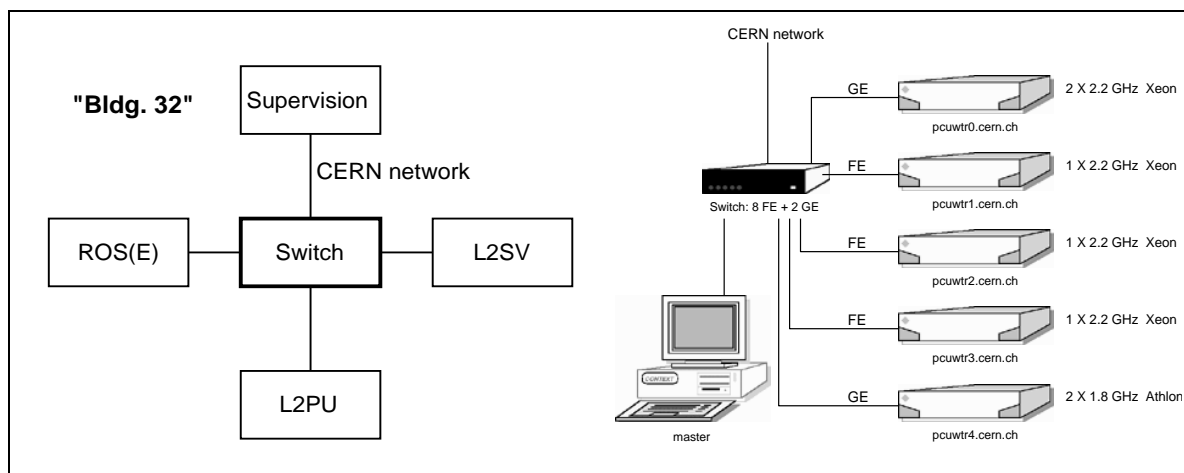 "Bldg. 32"
Supervision
CERN network
ROS(E)
Switch
L2SV
L2PU
CERN network
GE
2 X 2.2 GHz Xeon
pcuwtr0.cern.ch
FE
1 X 2.2 GHz Xeon
pcuwtr1.cern.ch
Switch: 8 FE + 2 GE
FE
1 X 2.2 GHz Xeon
pcuwtr2.cern.ch
FE
1 X 2.2 GHz Xeon
pcuwtr3.cern.ch
CONTEXT
GE
2 X 1.8 GHz Athlon
pcuwtr4.cern.ch
master